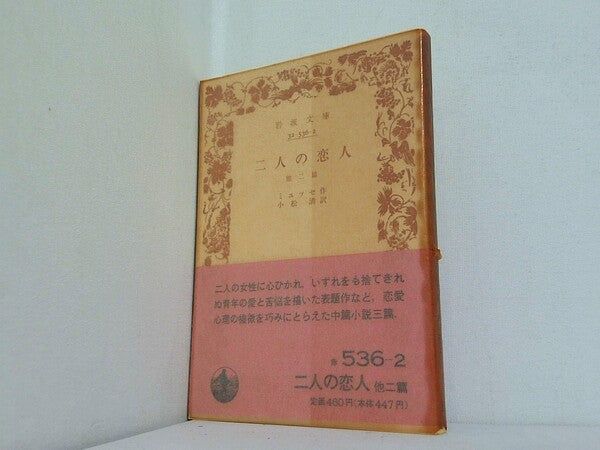 岩波文庫
32-536-2
二人の恋人
他二篇
ミュッセ作
小松清訳
二人の女性に心ひかれ、いずれをも捨てきれ
ぬ青年の愛と苦悩を描いた表題作など、恋愛
心理の機微を巧みにとらえた中篇小説三篇.
赤 536-2
二人の恋人 他二篇
定価460円(本体447円)